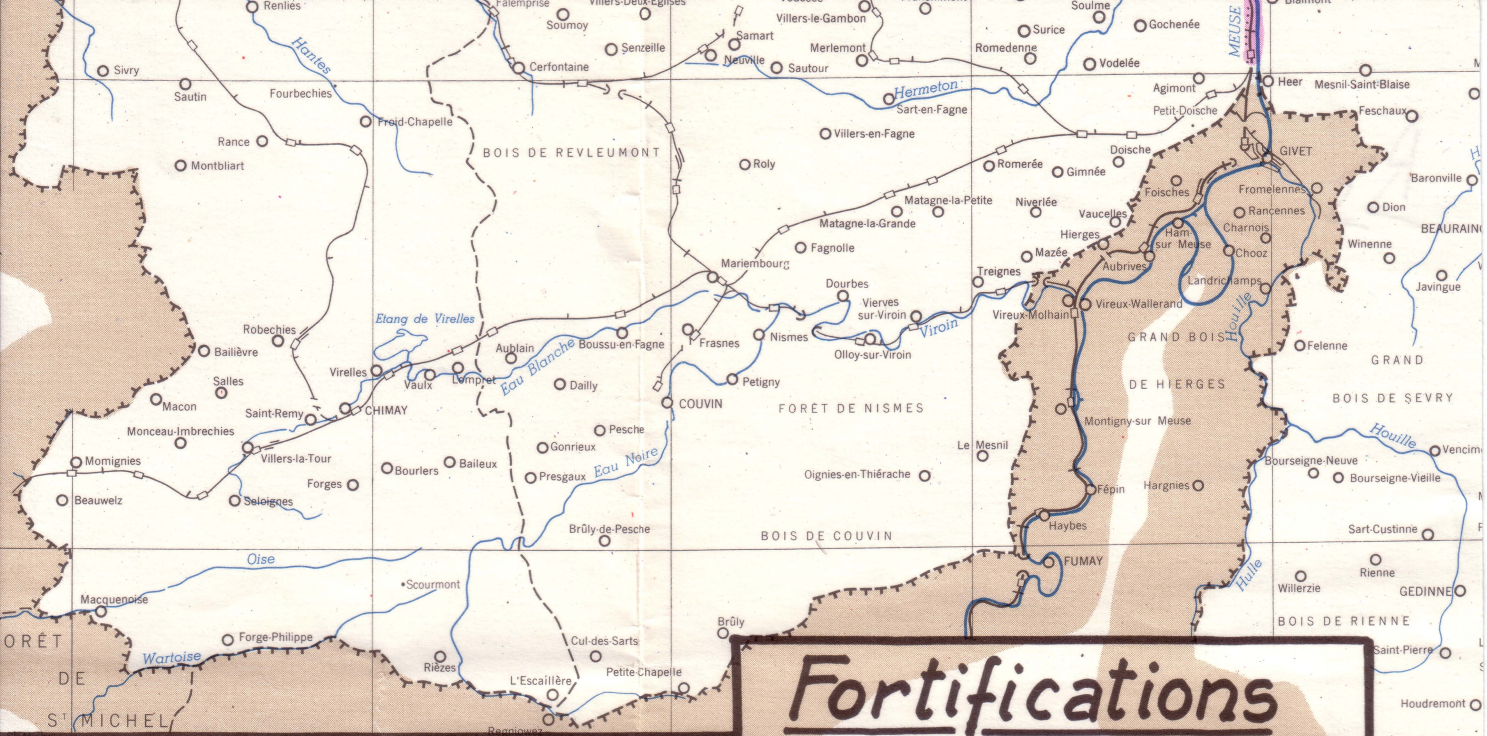 Renlies
Falemprise
Soumoy
Villers-Deux-Eglises
Villers-le-Gambon
Soulme
Surice
Gochenée
MEUSE
Senzeille
Samart
Neuville
Merlemont
Romedenne
Sivry
Hantes
Cerfontaine
Sautour
Vodelée
Agimont
Heer
Mesnil-Saint-Blaise
Sautin
Fourbechies
Hermeton
Sart-en-Fagne
Petit-Doische
Feschaux
Froid-Chapelle
Rance
Villers-en-Fagne
BOIS DE REVLEUMONT
Doische
GIVET
Montbliart
Roly
Romerée
Gimnée
Baronville
Foisches
Fromelennes
Matagne-la-Petite
Niverlée
Rancennes
Dion
Matagne-la-Grande
Vaucelles
Charnois
BEAURAIN
Hierges
Ham-
sur Meuse
Winenne
Fagnolle
Mazée
Chooz
Mariembourg
Aubrives
Treignes
Landrichamps
Javingue
Dourbes
Vierves
sur-Viroin
Vireux-Wallerand
Vireux-Molhain
Houille
Etang de Virelles
Robechies
Viroin
Nismes
Frasnes
Boussu-en-Fagne
GRAND BOIS
Felenne
Aublain
Olloy-sur-Viroin
Bailièvre
GRAND
Virelles
Vaulx
Lompret
Eau Blanche
Dailly
Petigny
DE HIERGES
Salles
BOIS DE SEVRY
Macon
Saint-Remy
CHIMAY
COUVIN
FORÊT DE NISMES
Montigny-sur Meuse
Monceau-Imbrechies
Pesche
Houille
Gonrieux
Le Mesnil
Vencim
Momignies
Villers-la-Tour
Bourlers
Baileux
Eau Noire
Bourseigne-Neuve
Presgaux
Oignies-en-Thiérache
Bourseigne-Vieille
Forges
Hargnies
Fépin
Beauwelz
Seloignes
Haybes
Brûly-de-Pesche
BOIS DE COUVIN
Sart-Custinne
Oise
FUMAY
Rienne
Hulle
Scourmont
Willerzie
GEDINNE
Macquenoise
BOIS DE RIENNE
Brûly
ORÊT
Forge-Philippe
Cul-des-Sarts
Saint-Pierre
Wartoise
Rièzes
Petite Chapelle
DE
L'Escaillère
Fortifications
Houdremont
ST MICHEL